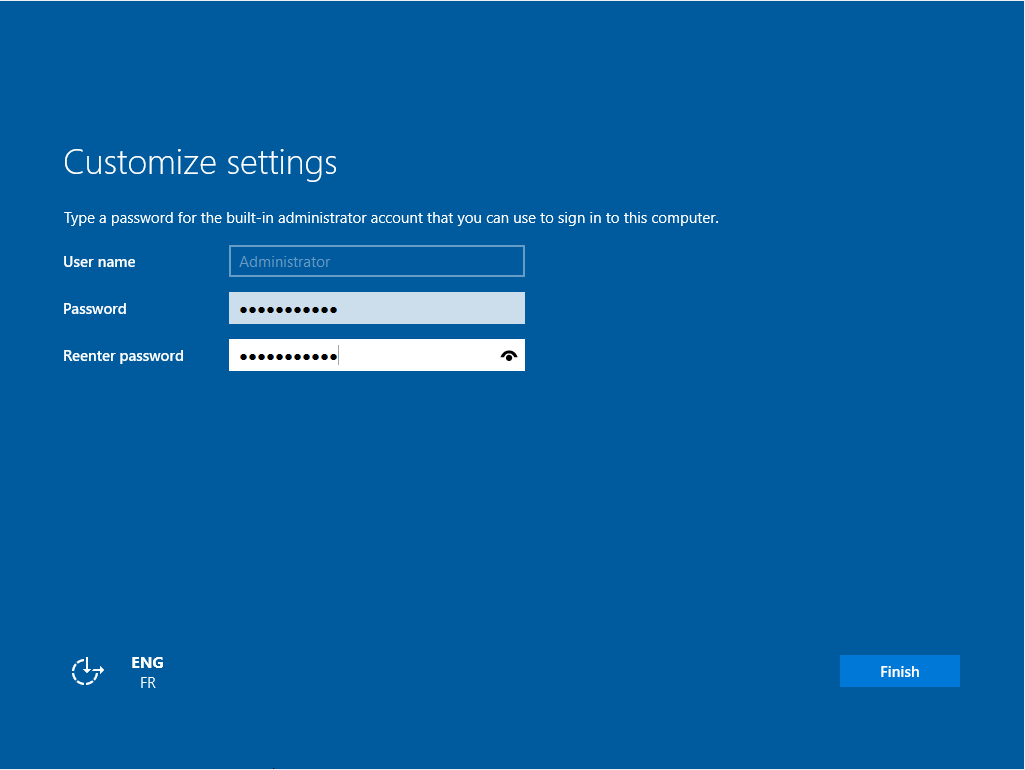 Customize settings
Type a password for the built-in administrator account that you can use to sign in to this computer.
User name Administrator
Password •••••••••••
Reenter password •••••••••••
ENG
FR
Finish